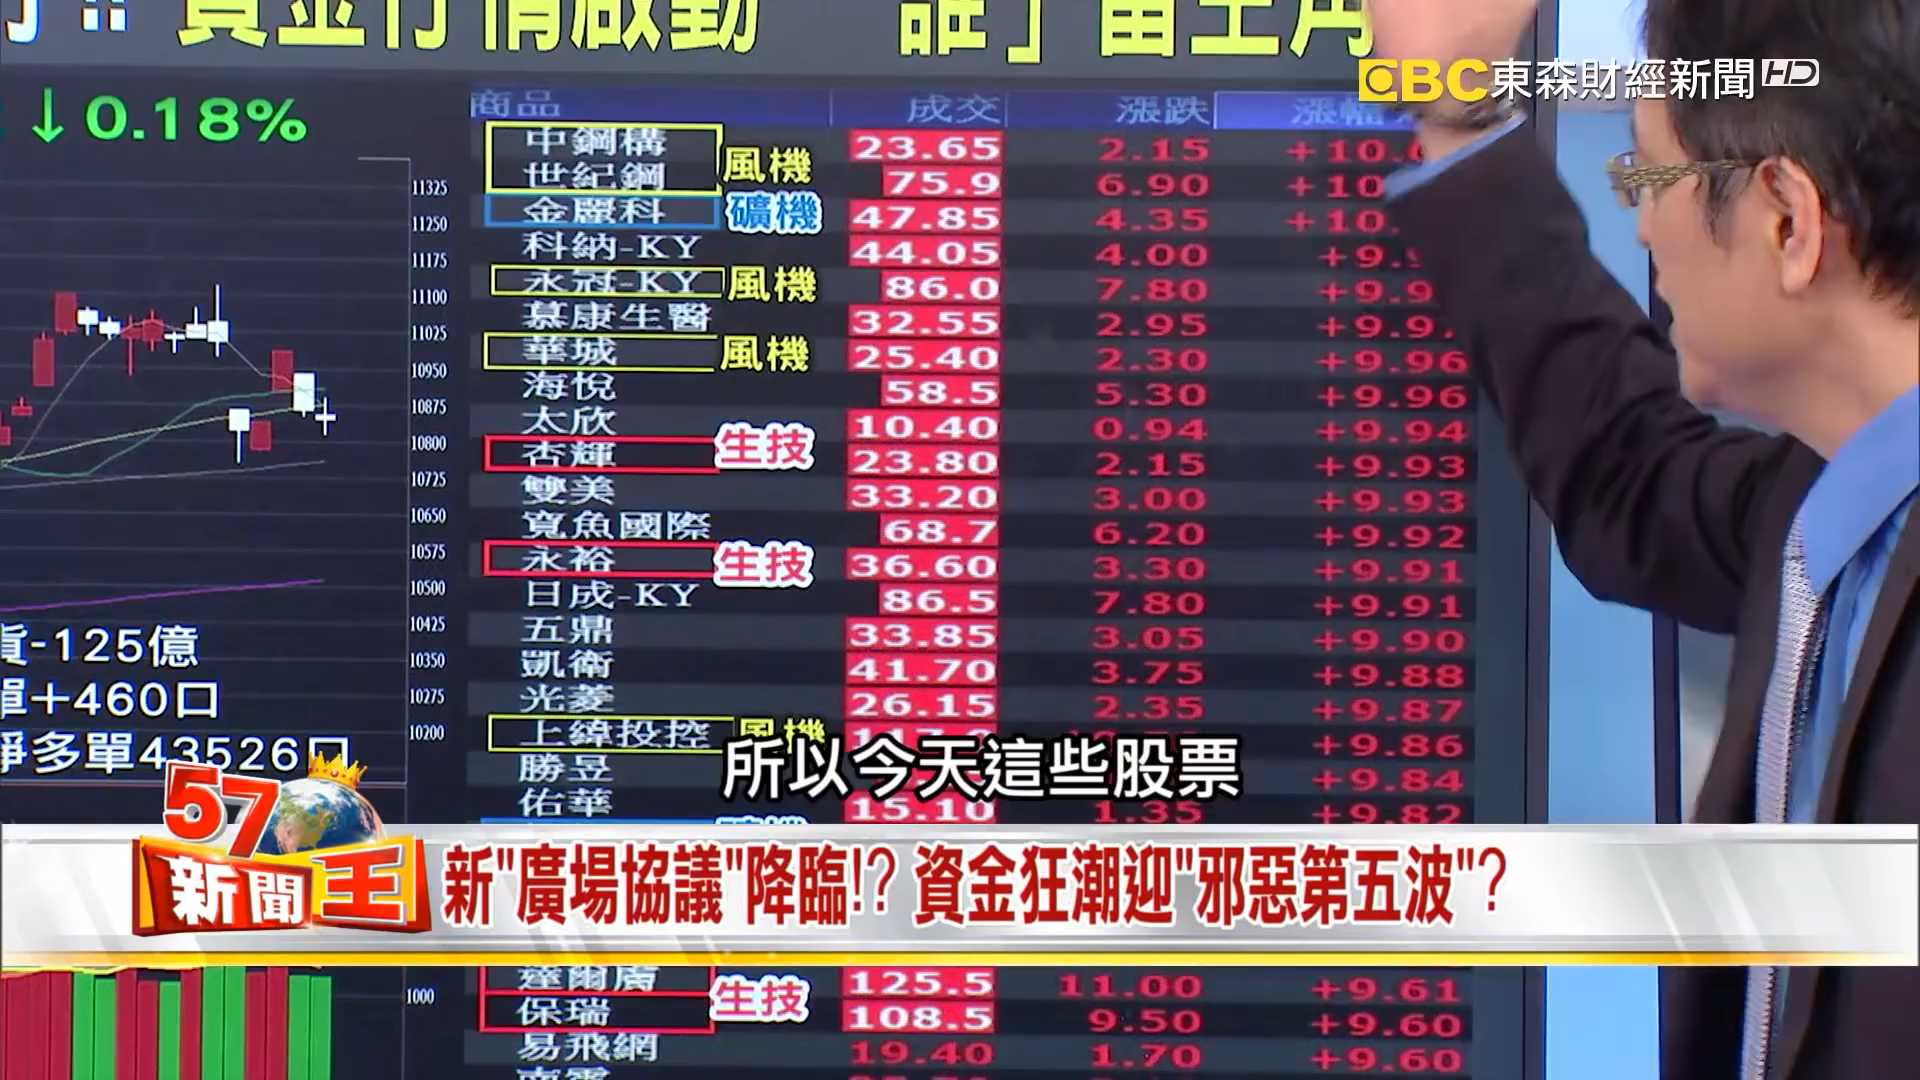 資金行情啟動 「誰」當主角
EBC東森財經新聞HD
↓0.18%
商品 成交 漲跌 漲幅
中鋼構 23.65 2.15
世紀鋼 75.9 6.90
風機
金麗科 礦機 47.85 4.35
科納-KY 44.05 4.00
永冠-KY 風機 86.0 7.80
慕康生醫 32.55 2.95
華城 風機 25.40 2.30 +9.96
海悅 58.5 5.30 +9.96
太欣 10.40 0.94 +9.94
杏輝 生技 23.80 2.15 +9.93
雙美 33.20 3.00 +9.93
寬魚國際 68.7 6.20 +9.92
永裕 生技 36.60 3.30 +9.91
日成-KY 86.5 7.80 +9.91
五鼎 33.85 3.05 +9.90
凱衛 41.70 3.75 +9.88
光菱 26.15 2.35 +9.87
上緯投控 風機 +9.86
勝昱 +9.84
佑華 15.10 1.35 +9.82
11325
11250
11175
11100
11025
10950
10875
10800
10725
10650
10575
10500
10425
10350
10275
10200
-125億
單+460口
淨多單43526口
所以今天這些股票
57新聞王
新"廣場協議"降臨!? 資金狂潮迎"邪惡第五波"?
1000
達爾膚 125.5 11.00 +9.61
保瑞 生技 108.5 9.50 +9.60
易飛網 19.40 1.70 +9.60